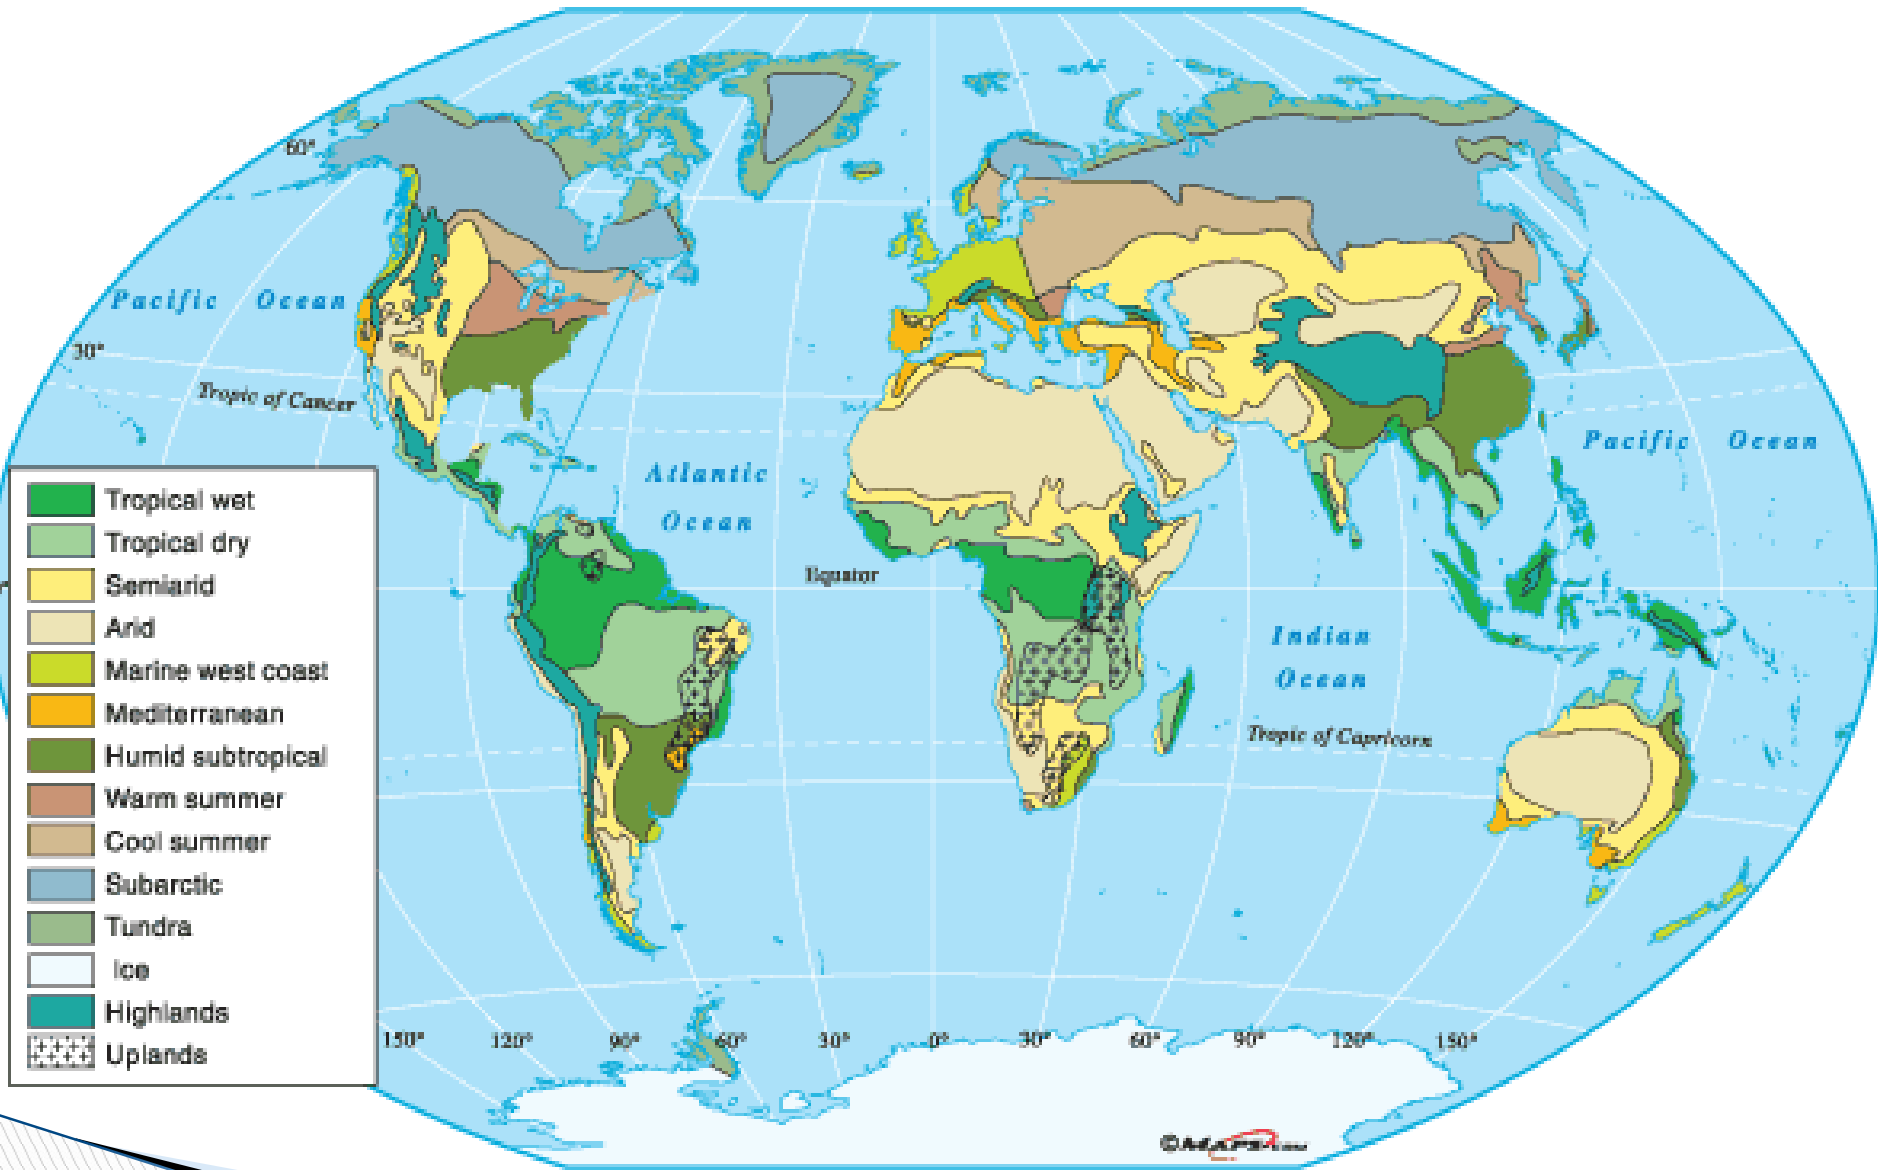 60°
Pacific Ocean
30°
Tropic of Cancer
Atlantic
Ocean
Pacific Ocean
Equator
Indian
Ocean
Tropic of Capricorn
Tropical wet
Tropical dry
Semiarid
Arid
Marine west coast
Mediterranean
Humid subtropical
Warm summer
Cool summer
Subarctic
Tundra
Ice
Highlands
Uplands
150° 120° 90° 60° 30° 0° 30° 60° 90° 120° 150°
©MAPS.com